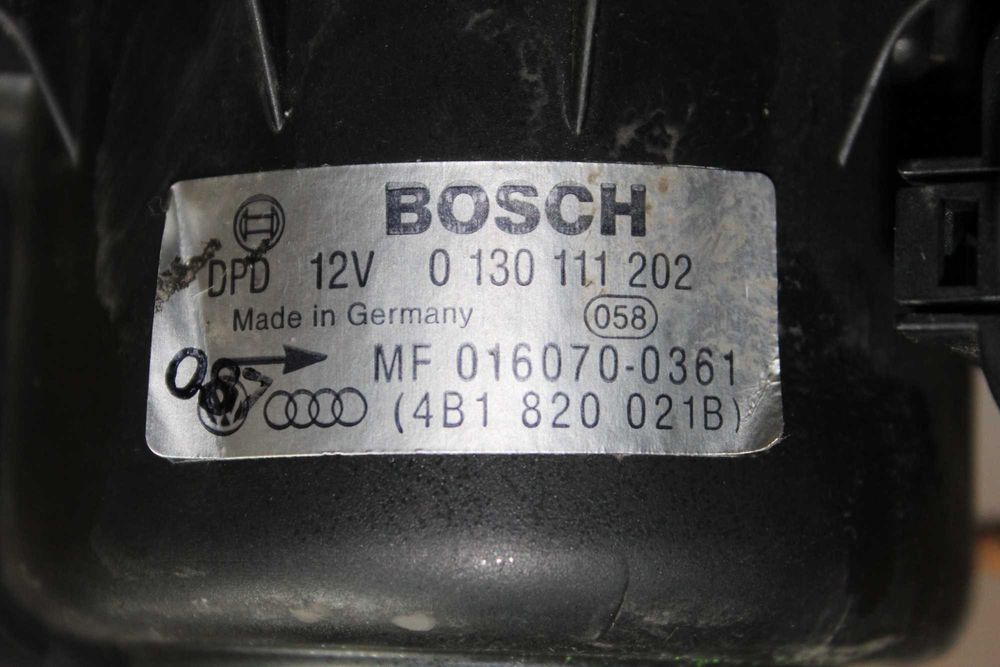 BOSCH
DPD 12V 0 130 111 202
Made in Germany 058
MF 016070-0361
(4B1 820 021B)